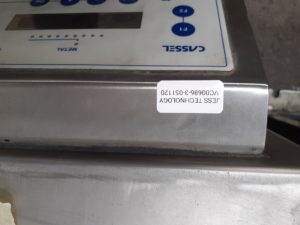 JESS TECHNOLOGY
VC00686-3-051120
CASSEL
METAL
F1
F2